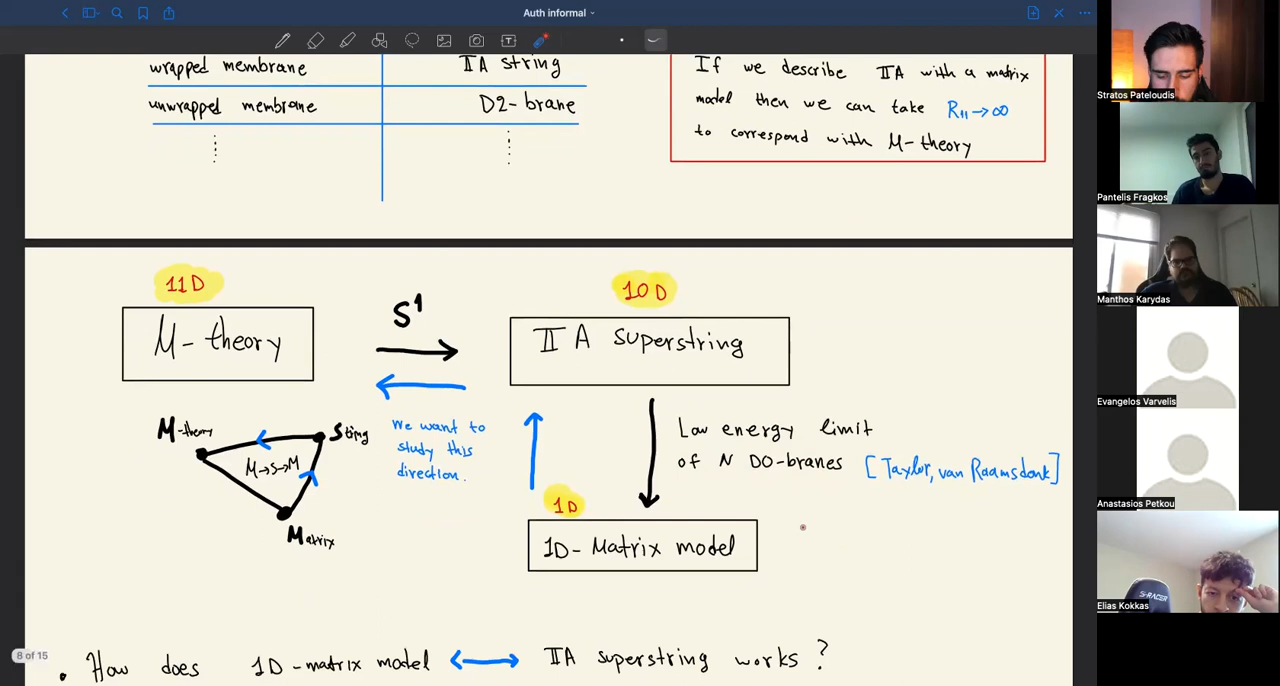 Auth informal
wrapped membrane
IIA string
unwrapped membrane
D2-brane
If we describe IIA with a matrix
model then we can take R11→∞
to correspond with M-theory
11D
M-theory
S1
10D
IIA superstring
We want to
study this
direction.
M-theory
String
M→S→M
Matrix
Low energy limit
of N D0-branes [Taylor, van Raamsdonk]
1D
1D-Matrix model
8 of 15
• How does 1D-matrix model ↔ IIA superstring works?
Stratos Pateloudis
Pantelis Fragkos
Manthos Karydas
Evangelos Varvelis
Anastasios Petkou
S-RACER
Elias Kokkas